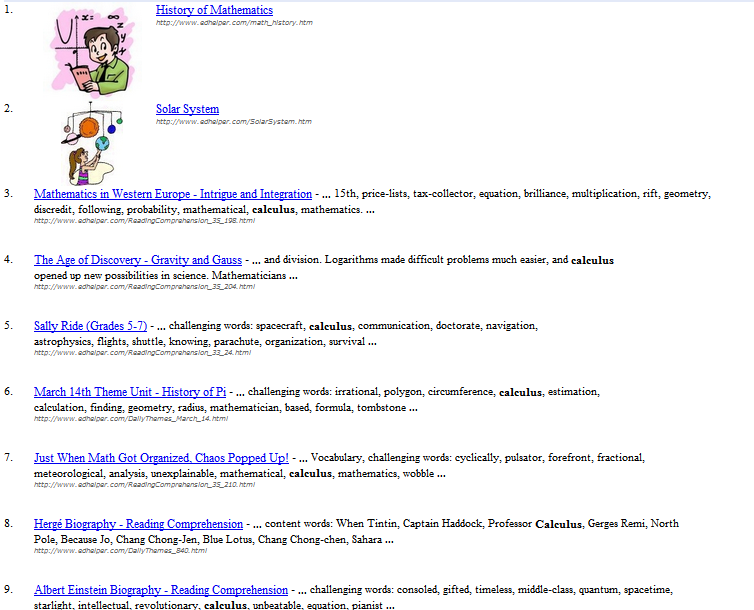 1. History of Mathematics
http://www.edhelper.com/math_history.htm
2. Solar System
http://www.edhelper.com/SolarSystem.htm
3. Mathematics in Western Europe - Intrigue and Integration - ... 15th, price-lists, tax-collector, equation, brilliance, multiplication, rift, geometry,
discredit, following, probability, mathematical, calculus, mathematics. ...
http://www.edhelper.com/ReadingComprehension_35_198.html
4. The Age of Discovery - Gravity and Gauss - ... and division. Logarithms made difficult problems much easier, and calculus
opened up new possibilities in science. Mathematicians ...
http://www.edhelper.com/ReadingComprehension_35_204.html
5. Sally Ride (Grades 5-7) - ... challenging words: spacecraft, calculus, communication, doctorate, navigation,
astrophysics, flights, shuttle, knowing, parachute, organization, survival ...
http://www.edhelper.com/ReadingComprehension_33_24.html
6. March 14th Theme Unit - History of Pi - ... challenging words: irrational, polygon, circumference, calculus, estimation,
calculation, finding, geometry, radius, mathematician, based, formula, tombstone ...
http://www.edhelper.com/DailyThemes_March_14.html
7. Just When Math Got Organized, Chaos Popped Up! - ... Vocabulary, challenging words: cyclically, pulsator, forefront, fractional,
meteorological, analysis, unexplainable, mathematical, calculus, mathematics, wobble ...
http://www.edhelper.com/ReadingComprehension_35_210.html
8. Hergé Biography - Reading Comprehension - ... content words: When Tintin, Captain Haddock, Professor Calculus, Gerges Remi, North
Pole, Because Jo, Chang Chong-Jen, Blue Lotus, Chang Chong-chen, Sahara ...
http://www.edhelper.com/DailyThemes_840.html
9. Albert Einstein Biography - Reading Comprehension - ... challenging words: consoled, gifted, timeless, middle-class, quantum, spacetime,
starlight, intellectual, revolutionary, calculus, unbeatable, equation, pianist ...